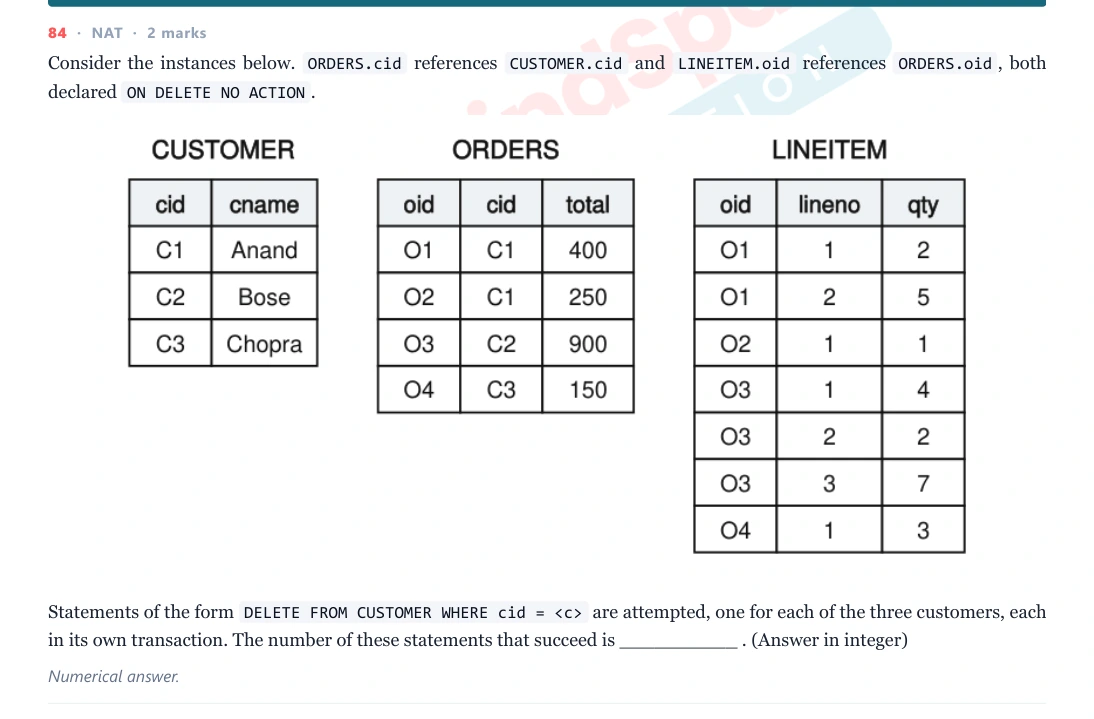 84 · NAT · 2 marks
Consider the instances below. ORDERS.cid references CUSTOMER.cid and LINEITEM.oid references ORDERS.oid, both
declared ON DELETE NO ACTION.
CUSTOMER
cid cname
C1 Anand
C2 Bose
C3 Chopra
ORDERS
oid cid total
O1 C1 400
O2 C1 250
O3 C2 900
O4 C3 150
LINEITEM
oid lineno qty
O1 1 2
O1 2 5
O2 1 1
O3 1 4
O3 2 2
O3 3 7
O4 1 3
Statements of the form DELETE FROM CUSTOMER WHERE cid = <c> are attempted, one for each of the three customers, each
in its own transaction. The number of these statements that succeed is ____________. (Answer in integer)
Numerical answer.